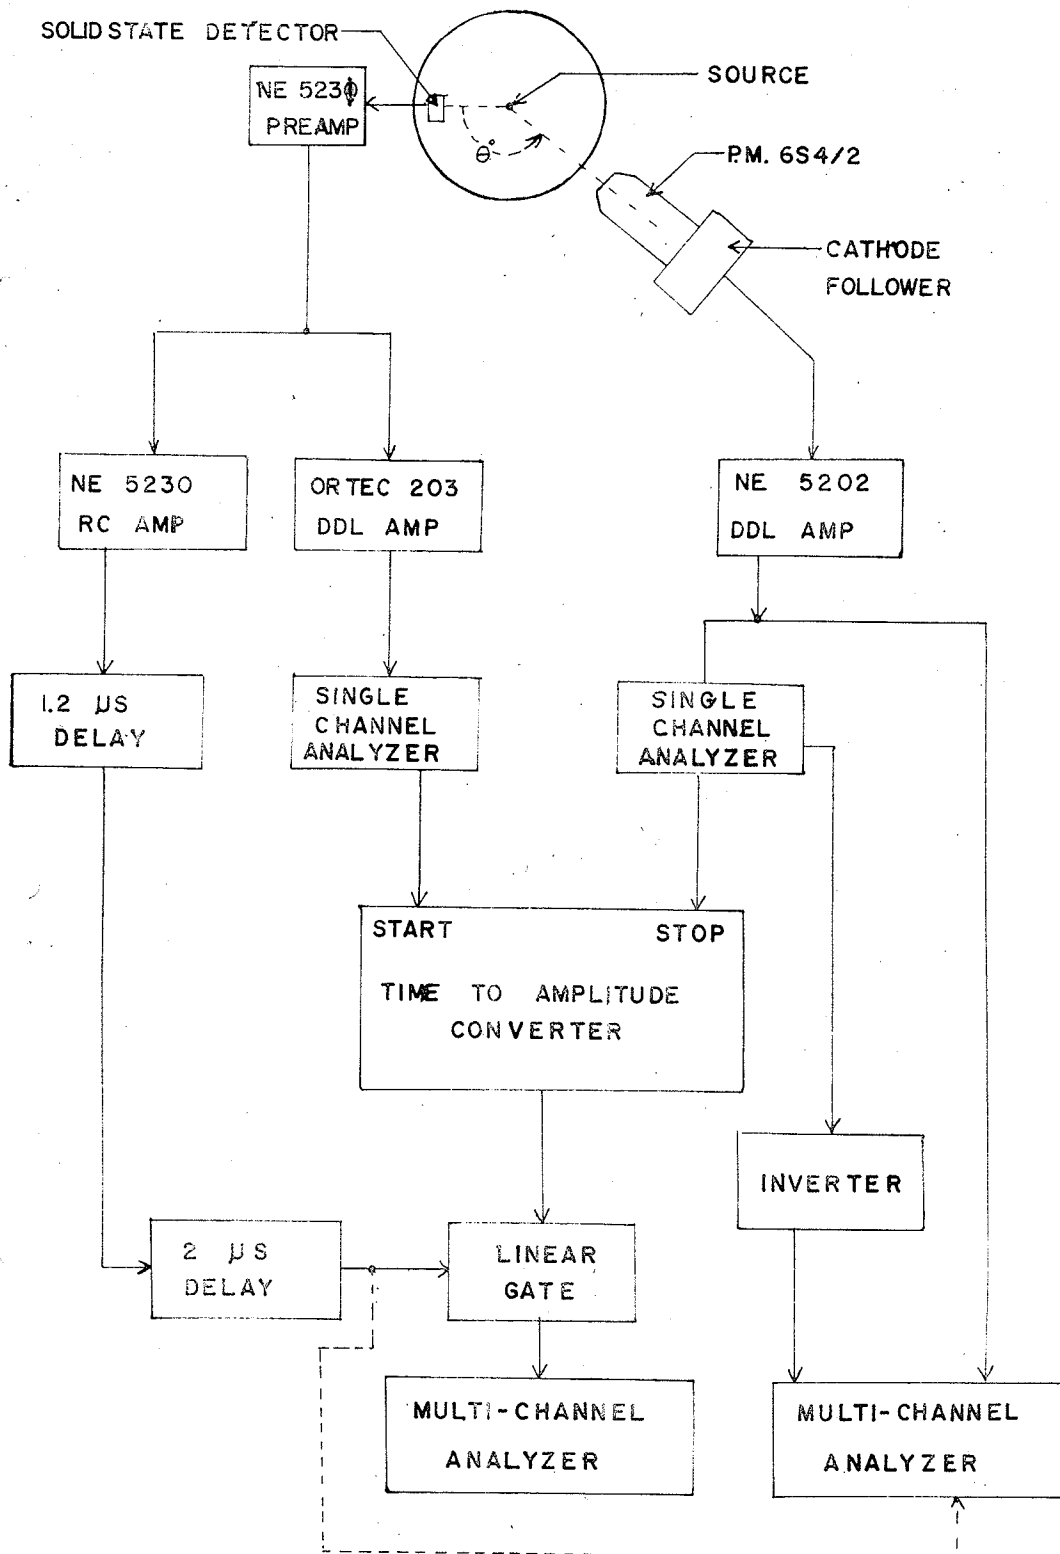 SOLID STATE DETECTOR
SOURCE
NE 5231
PREAMP
θ°
P.M. 6S4/2
CATHODE
FOLLOWER
NE 5230
RC AMP
ORTEC 203
DDL AMP
NE 5202
DDL AMP
1.2 µS
DELAY
SINGLE
CHANNEL
ANALYZER
SINGLE
CHANNEL
ANALYZER
START
STOP
TIME TO AMPLITUDE
CONVERTER
INVERTER
2 µS
DELAY
LINEAR
GATE
MULTI-CHANNEL
ANALYZER
MULTI-CHANNEL
ANALYZER